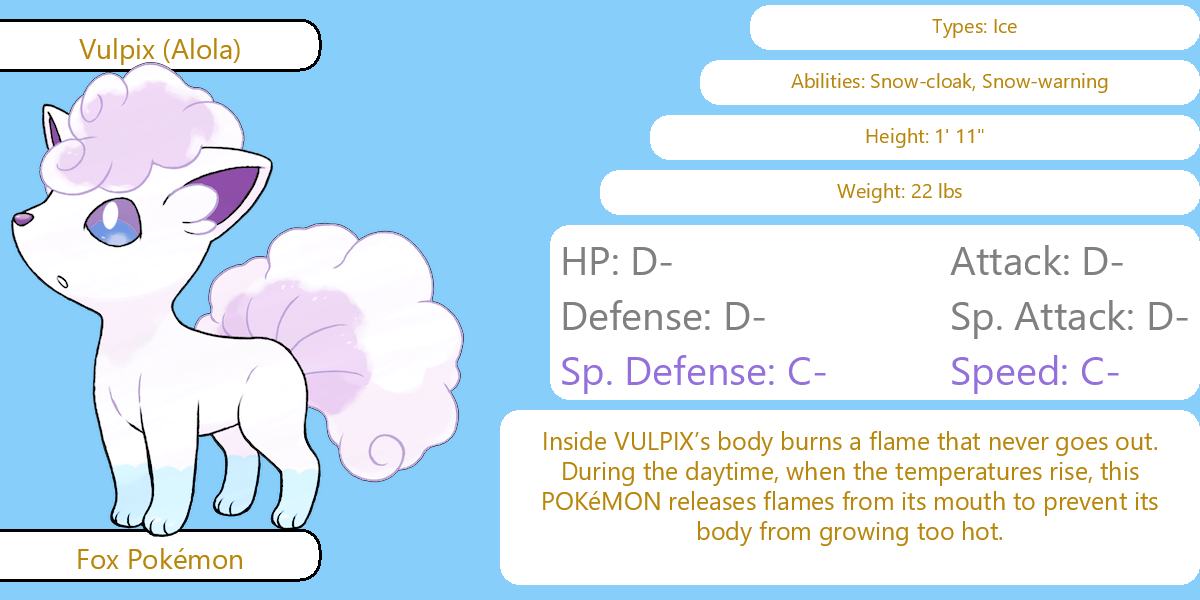 Vulpix (Alola)
Types: Ice
Abilities: Snow-cloak, Snow-warning
Height: 1' 11"
Weight: 22 lbs
HP: D-
Attack: D-
Defense: D-
Sp. Attack: D-
Sp. Defense: C-
Speed: C-
Inside VULPIX’s body burns a flame that never goes out.
During the daytime, when the temperatures rise, this
POKéMON releases flames from its mouth to prevent its
body from growing too hot.
Fox Pokémon